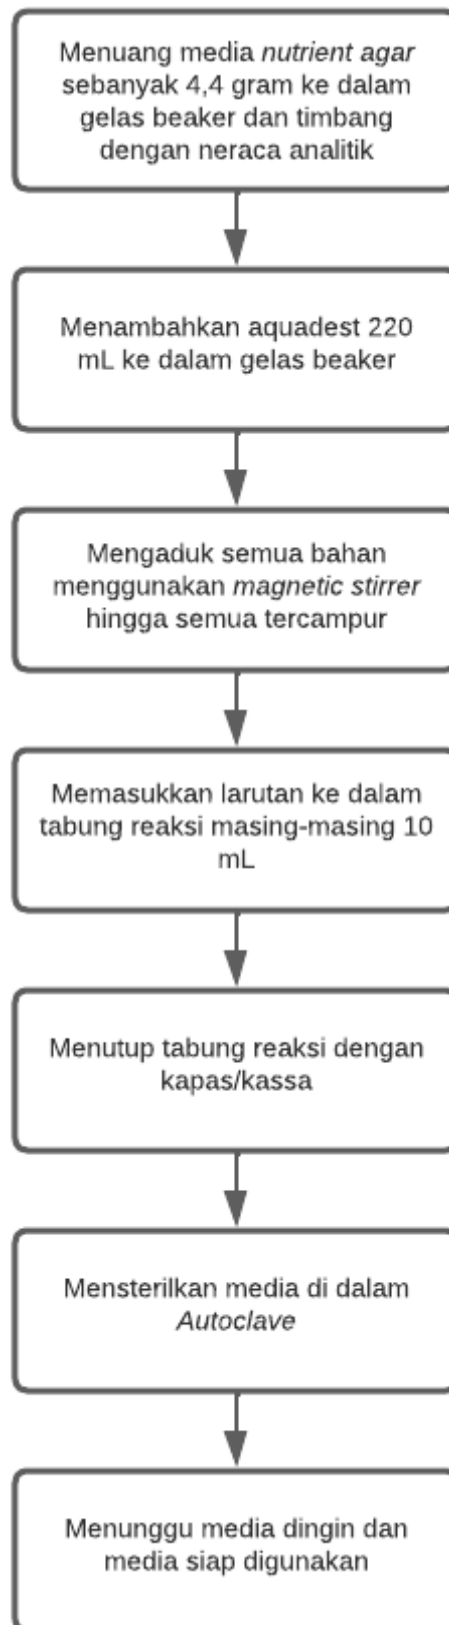 Menuang media nutrient agar
sebanyak 4,4 gram ke dalam
gelas beaker dan timbang
dengan neraca analitik
Menambahkan aquadest 220
mL ke dalam gelas beaker
Mengaduk semua bahan
menggunakan magnetic stirrer
hingga semua tercampur
Memasukkan larutan ke dalam
tabung reaksi masing-masing 10
mL
Menutup tabung reaksi dengan
kapas/kassa
Mensterilkan media di dalam
Autoclave
Menunggu media dingin dan
media siap digunakan